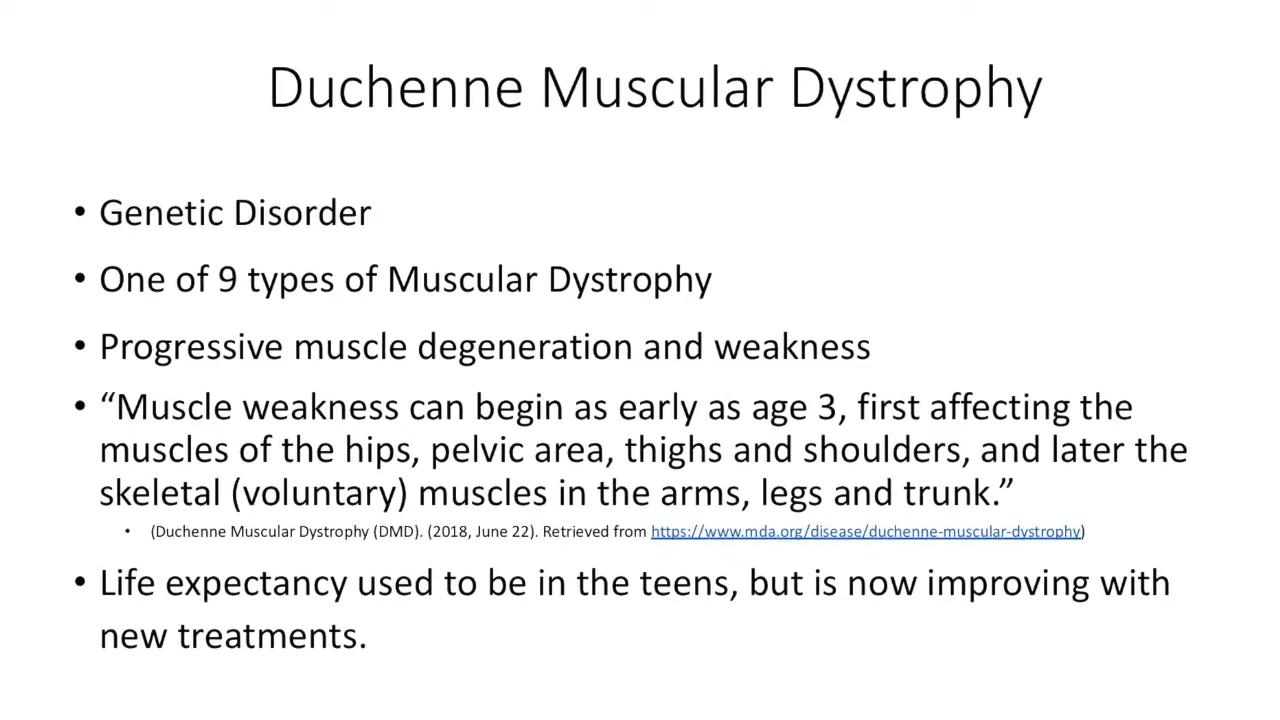 Duchenne Muscular Dystrophy
• Genetic Disorder
• One of 9 types of Muscular Dystrophy
• Progressive muscle degeneration and weakness
• “Muscle weakness can begin as early as age 3, first affecting the
muscles of the hips, pelvic area, thighs and shoulders, and later the
skeletal (voluntary) muscles in the arms, legs and trunk.”
• (Duchenne Muscular Dystrophy (DMD). (2018, June 22). Retrieved from https://www.mda.org/disease/duchenne-muscular-dystrophy)
• Life expectancy used to be in the teens, but is now improving with
new treatments.